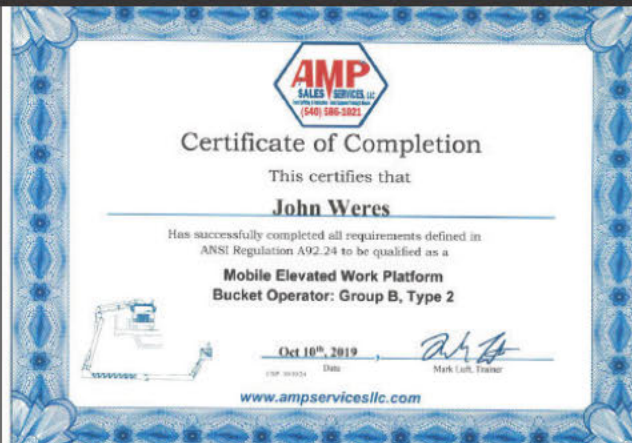 AMP
SALES SERVICES, LLC
(540) 586-1021
Certificate of Completion
This certifies that
John Weres
Has successfully completed all requirements defined in
ANSI Regulation A92.24 to be qualified as a
Mobile Elevated Work Platform
Bucket Operator: Group B, Type 2
Oct 10th, 2019
Date
Mark Luft, Trainer
www.ampservicesllc.com